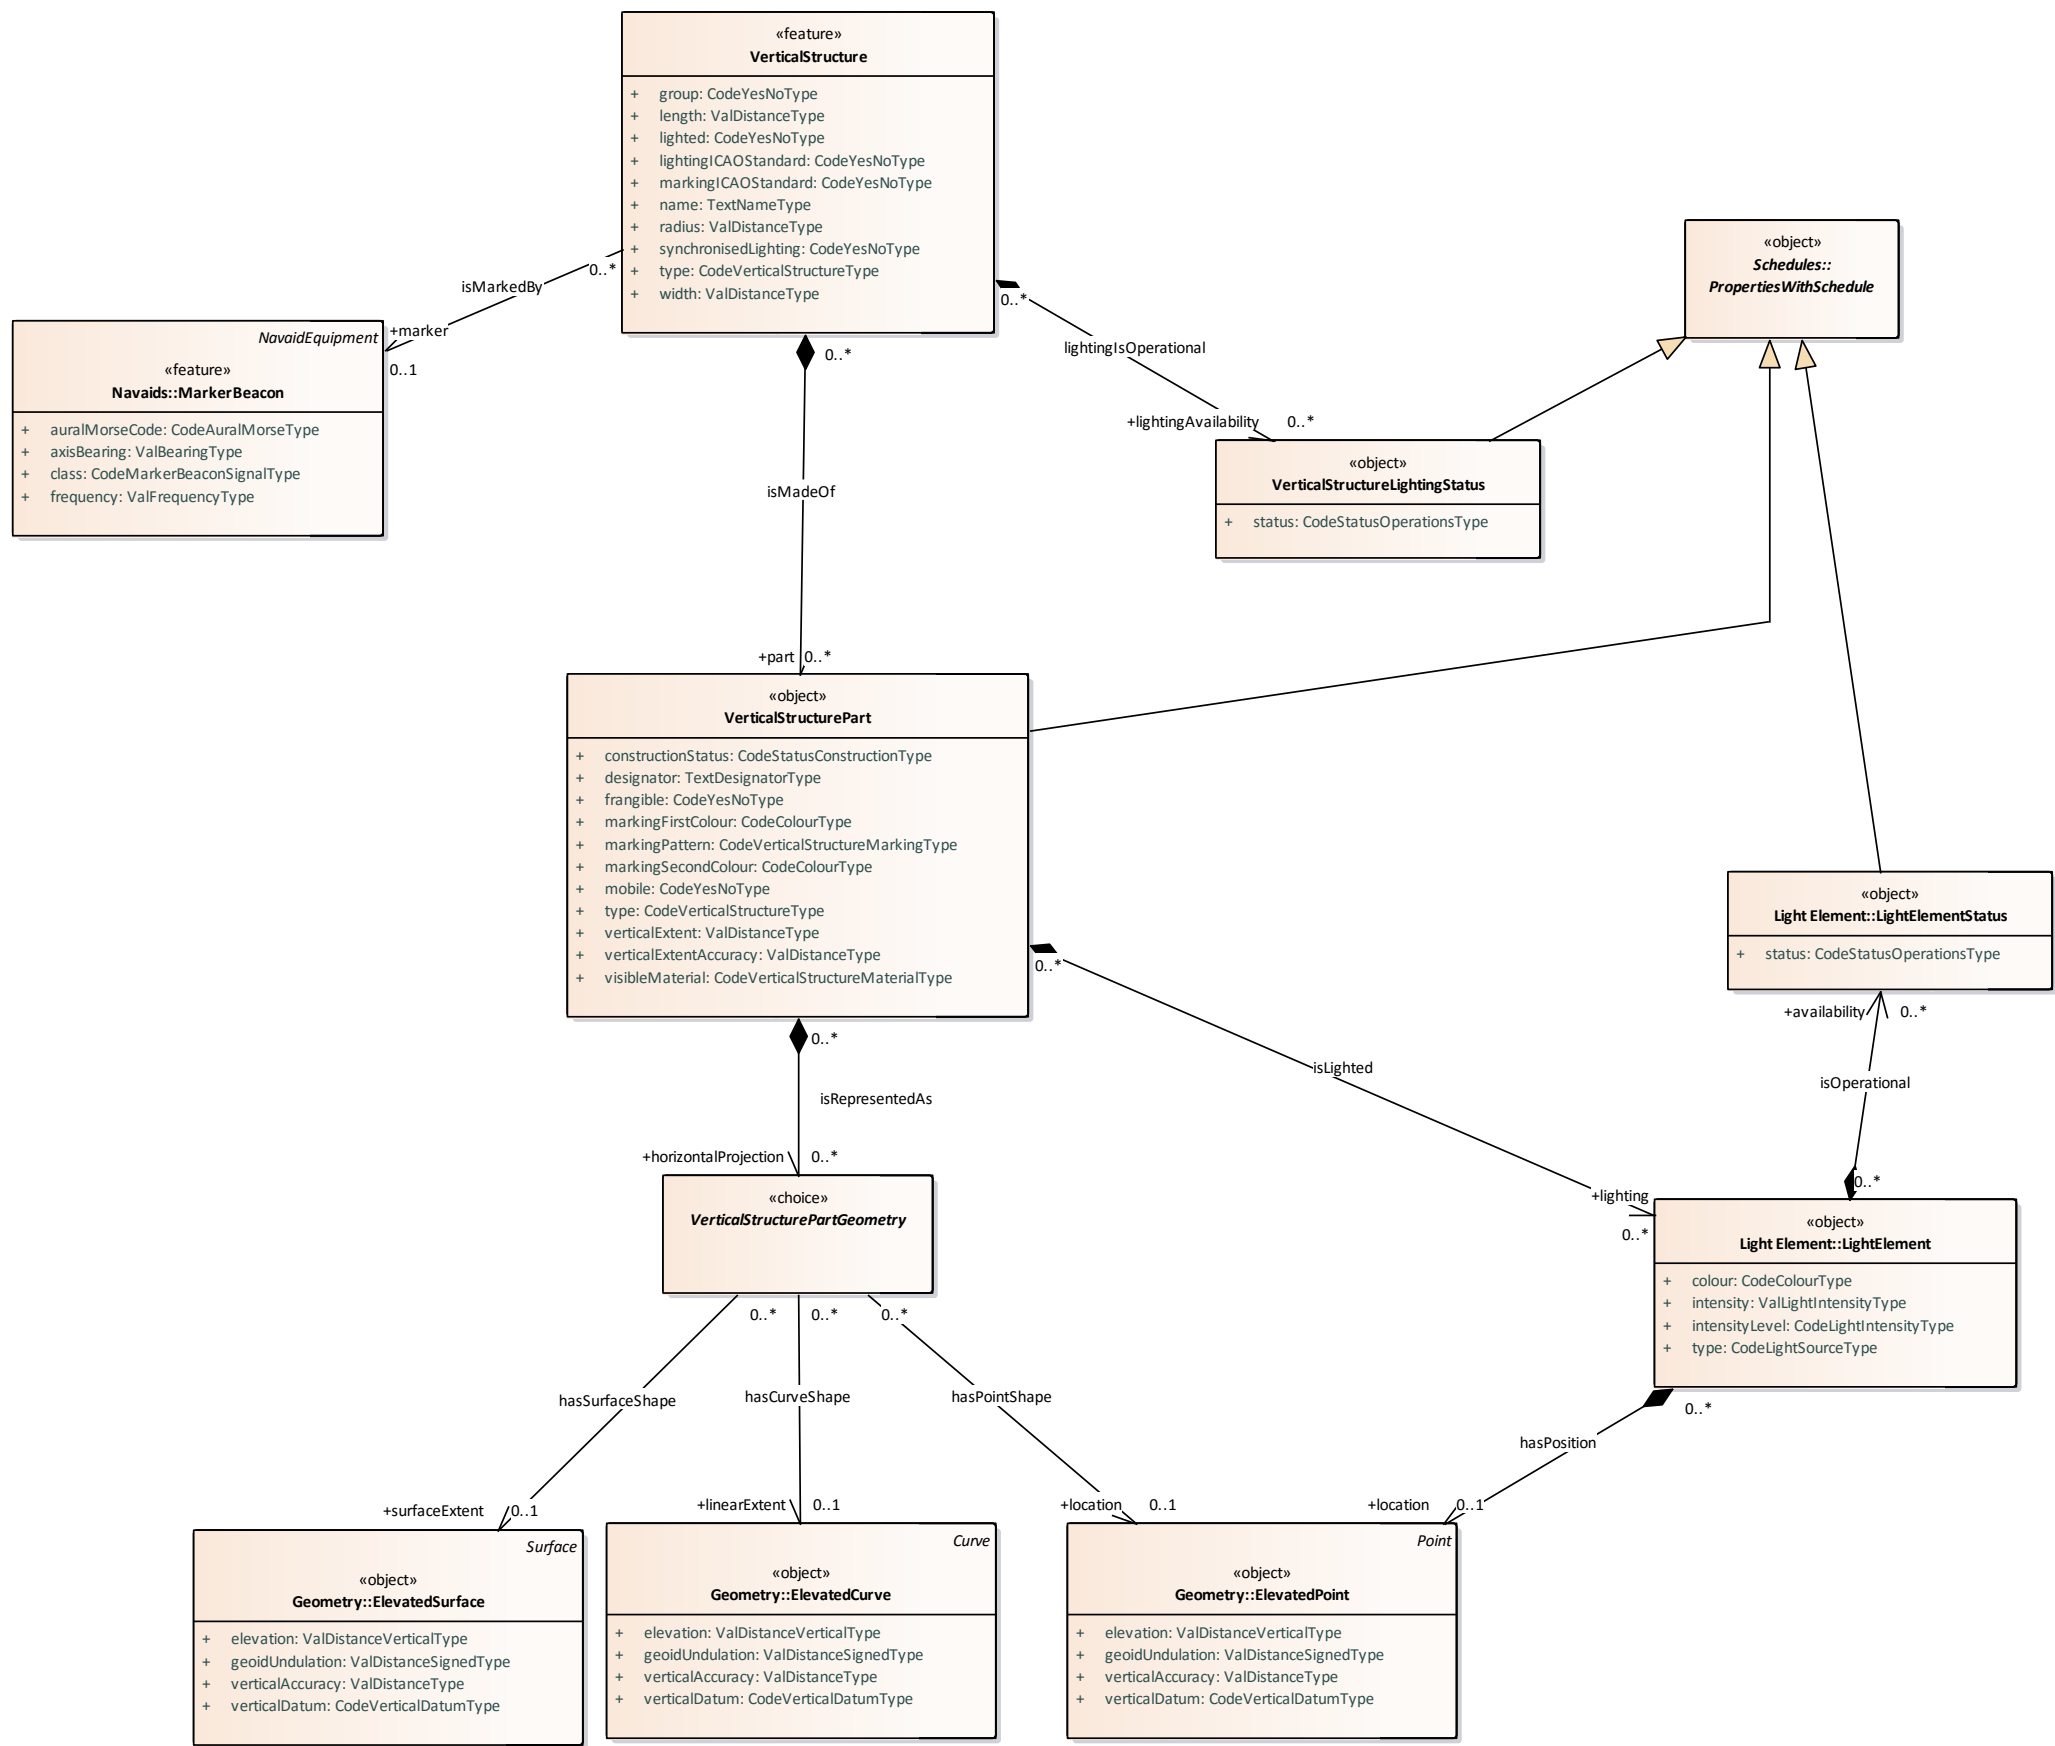 «feature»
VerticalStructure
+ group: CodeYesNoType
+ length: ValDistanceType
+ lighted: CodeYesNoType
+ lightingICAOStandard: CodeYesNoType
+ markingICAOStandard: CodeYesNoType
+ name: TextNameType
+ radius: ValDistanceType
+ synchronisedLighting: CodeYesNoType
+ type: CodeVerticalStructureType
+ width: ValDistanceType
«object»
Schedules::
PropertiesWithSchedule
0..*
isMarkedBy
+marker
0..1
0..*
lightingIsOperational
+lightingAvailability 0..*
NavaidEquipment
«feature»
Navaids::MarkerBeacon
+ auralMorseCode: CodeAuralMorseType
+ axisBearing: ValBearingType
+ class: CodeMarkerBeaconSignalType
+ frequency: ValFrequencyType
0..*
isMadeOf
+part 0..*
«object»
VerticalStructureLightingStatus
+ status: CodeStatusOperationsType
«object»
VerticalStructurePart
+ constructionStatus: CodeStatusConstructionType
+ designator: TextDesignatorType
+ frangible: CodeYesNoType
+ markingFirstColour: CodeColourType
+ markingPattern: CodeVerticalStructureMarkingType
+ markingSecondColour: CodeColourType
+ mobile: CodeYesNoType
+ type: CodeVerticalStructureType
+ verticalExtent: ValDistanceType
+ verticalExtentAccuracy: ValDistanceType
+ visibleMaterial: CodeVerticalStructureMaterialType
«object»
Light Element::LightElementStatus
+ status: CodeStatusOperationsType
0..*
isLighted
+lighting
0..*
+availability 0..*
isOperational
0..*
0..*
isRepresentedAs
+horizontalProjection 0..*
«choice»
VerticalStructurePartGeometry
«object»
Light Element::LightElement
+ colour: CodeColourType
+ intensity: ValLightIntensityType
+ intensityLevel: CodeLightIntensityType
+ type: CodeLightSourceType
0..* 0..* 0..*
hasSurfaceShape
hasCurveShape
hasPointShape
0..*
hasPosition
+surfaceExtent 0..1
+linearExtent 0..1
+location 0..1
+location 0..1
Surface
«object»
Geometry::ElevatedSurface
+ elevation: ValDistanceVerticalType
+ geoidUndulation: ValDistanceSignedType
+ verticalAccuracy: ValDistanceType
+ verticalDatum: CodeVerticalDatumType
Curve
«object»
Geometry::ElevatedCurve
+ elevation: ValDistanceVerticalType
+ geoidUndulation: ValDistanceSignedType
+ verticalAccuracy: ValDistanceType
+ verticalDatum: CodeVerticalDatumType
Point
«object»
Geometry::ElevatedPoint
+ elevation: ValDistanceVerticalType
+ geoidUndulation: ValDistanceSignedType
+ verticalAccuracy: ValDistanceType
+ verticalDatum: CodeVerticalDatumType